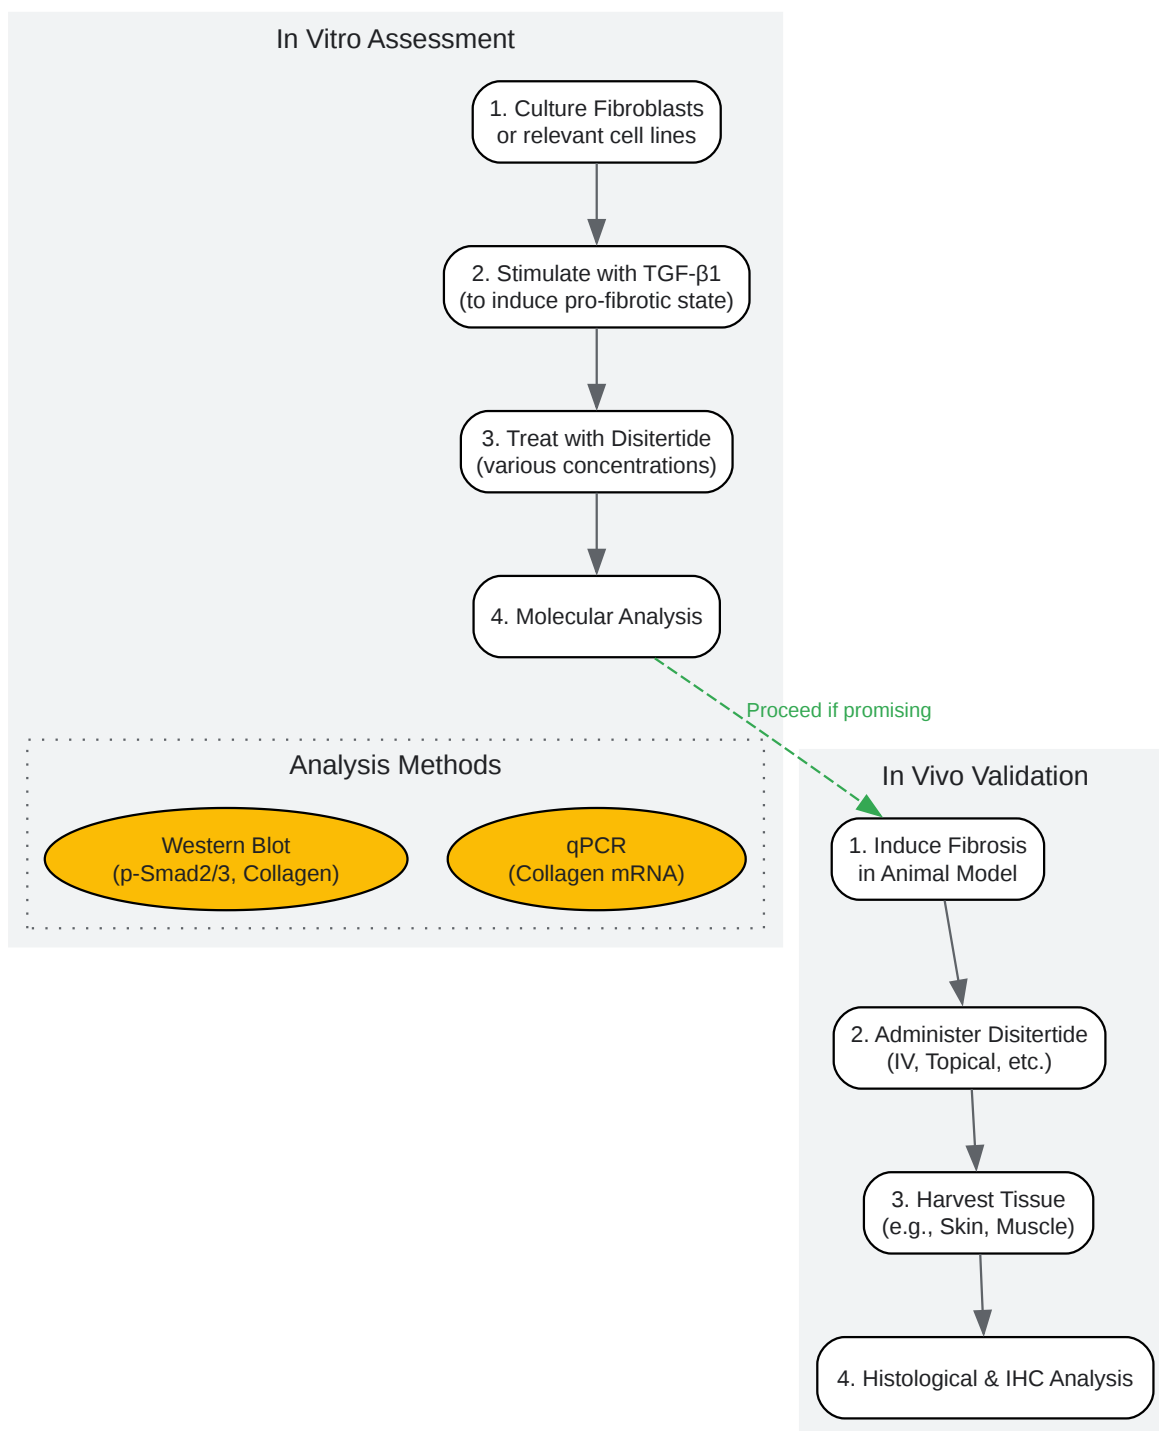 In Vitro Assessment
1. Culture Fibroblasts
or relevant cell lines
2. Stimulate with TGF-β1
(to induce pro-fibrotic state)
3. Treat with Disitertide
(various concentrations)
4. Molecular Analysis
Proceed if promising
Analysis Methods
Western Blot
(p-Smad2/3, Collagen)
qPCR
(Collagen mRNA)
In Vivo Validation
1. Induce Fibrosis
in Animal Model
2. Administer Disitertide
(IV, Topical, etc.)
3. Harvest Tissue
(e.g., Skin, Muscle)
4. Histological & IHC Analysis